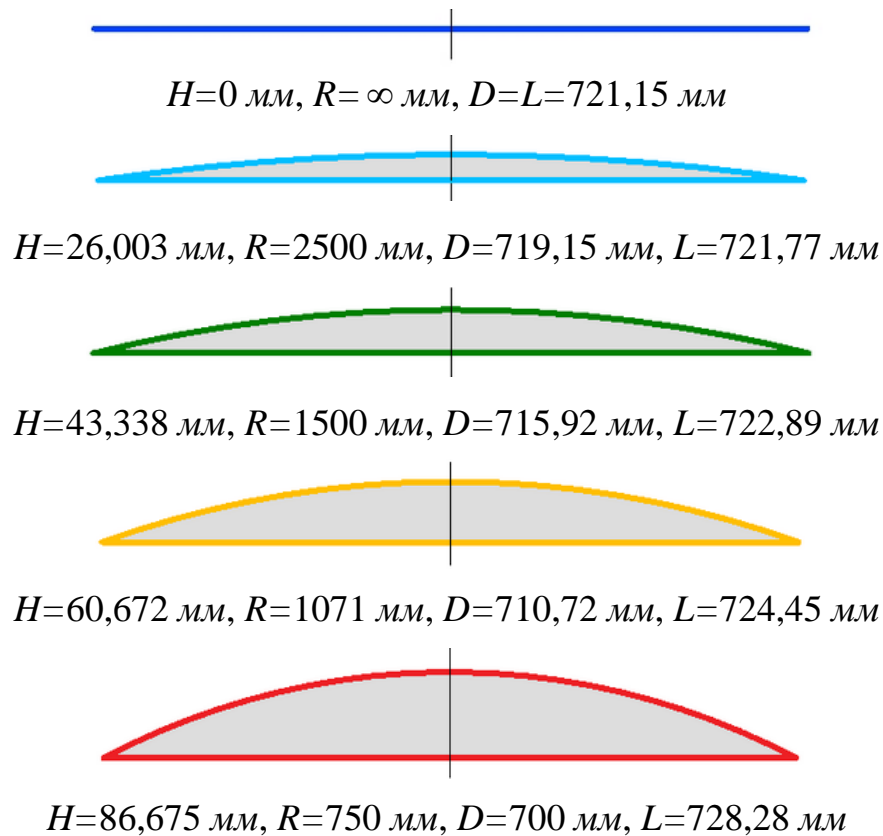 H=0 мм, R= ∞ мм, D=L=721,15 мм
H=26,003 мм, R=2500 мм, D=719,15 мм, L=721,77 мм
H=43,338 мм, R=1500 мм, D=715,92 мм, L=722,89 мм
H=60,672 мм, R=1071 мм, D=710,72 мм, L=724,45 мм
H=86,675 мм, R=750 мм, D=700 мм, L=728,28 мм